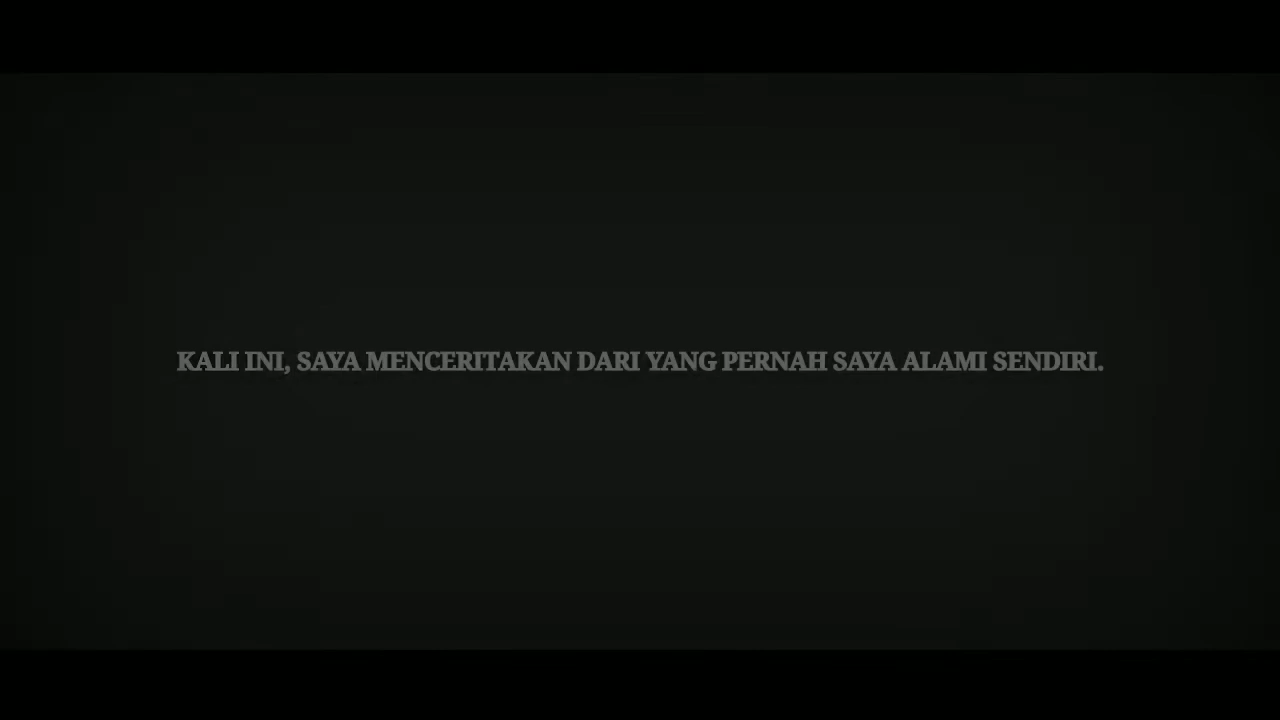 KALI INI, SAYA MENCERITAKAN DARI YANG PERNAH SAYA ALAMI SENDIRI.